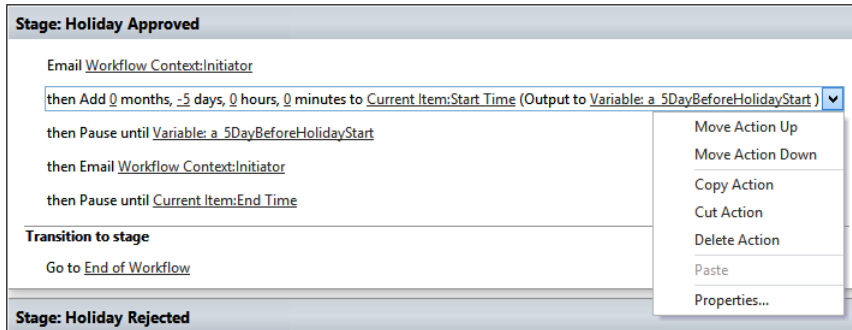 Stage: Holiday Approved
Email Workflow Context:Initiator
then Add 0 months, -5 days, 0 hours, 0 minutes to Current Item:Start Time (Output to Variable: a_5DayBeforeHolidayStart )
then Pause until Variable: a_5DayBeforeHolidayStart
then Email Workflow Context:Initiator
then Pause until Current Item:End Time
Transition to stage
Go to End of Workflow
Stage: Holiday Rejected
Move Action Up
Move Action Down
Copy Action
Cut Action
Delete Action
Paste
Properties...